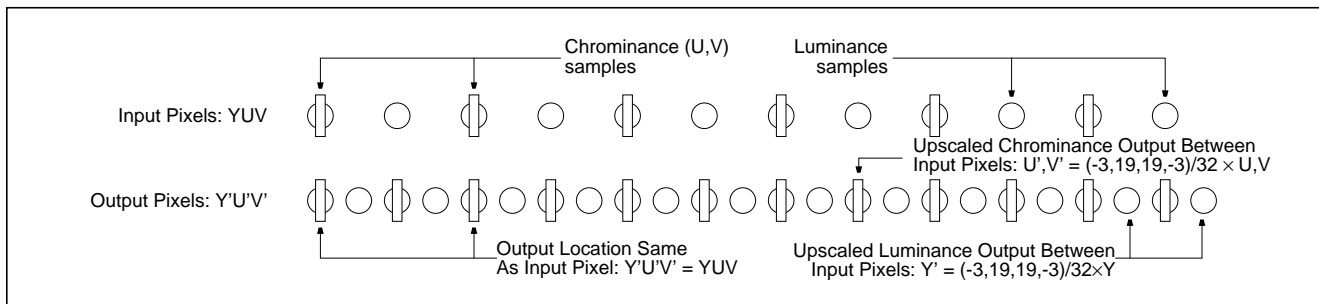 Chrominance (U,V)
samples
Luminance
samples
Input Pixels: YUV
Upscaled Chrominance Output Between
Input Pixels: U',V' = (-3,19,19,-3)/32 × U,V
Output Pixels: Y'U'V'
Output Location Same
As Input Pixel: Y'U'V' = YUV
Upscaled Luminance Output Between
Input Pixels: Y' = (-3,19,19,-3)/32×Y